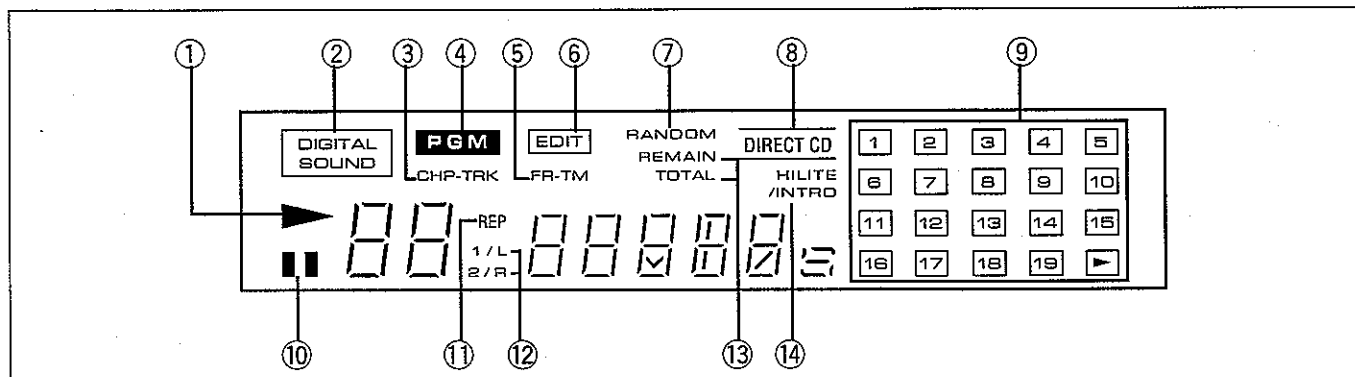 ① ② ③ ④ ⑤ ⑥ ⑦ ⑧ ⑨
DIGITAL SOUND
PGM
EDIT
RANDOM
REMAIN
TOTAL
DIRECT CD
CHP-TRK
FR-TM
HILITE
/INTRO
REP
1/L
2/R
1 2 3 4 5
6 7 8 9 10
11 12 13 14 15
16 17 18 19
⑩ ⑪ ⑫ ⑬ ⑭